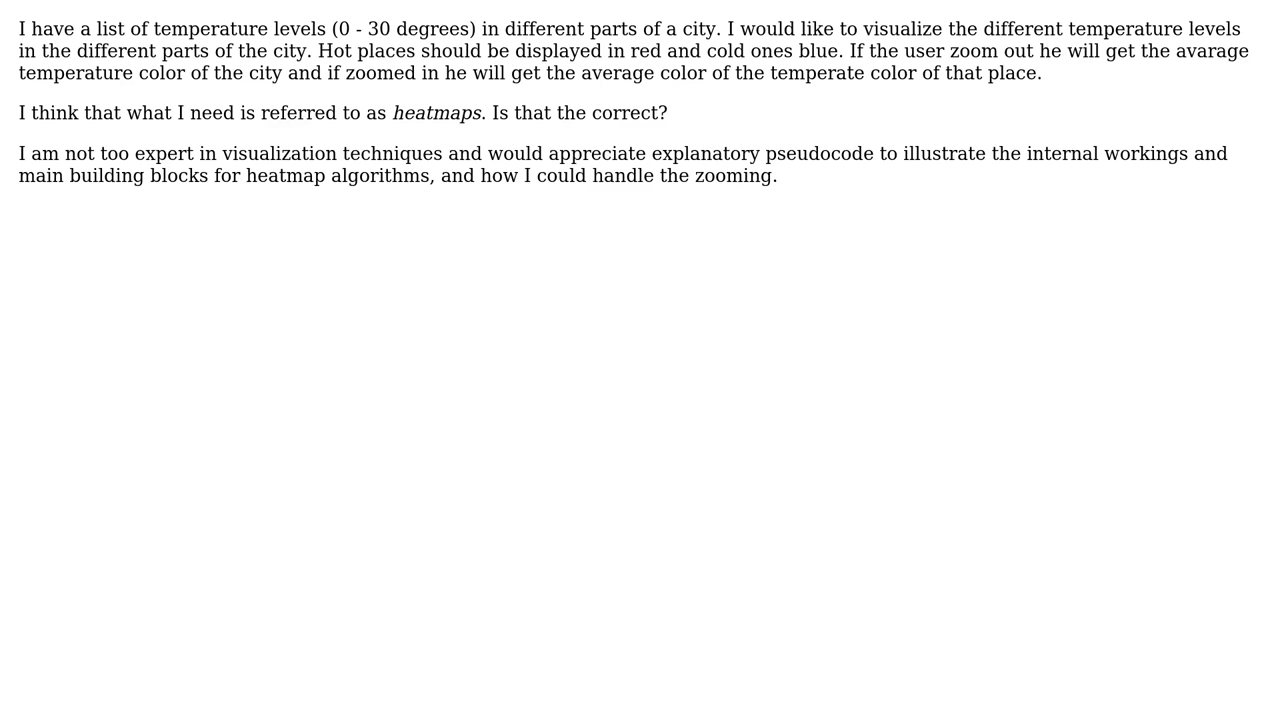 I have a list of temperature levels (0 - 30 degrees) in different parts of a city. I would like to visualize the different temperature levels
in the different parts of the city. Hot places should be displayed in red and cold ones blue. If the user zoom out he will get the avarage
temperature color of the city and if zoomed in he will get the average color of the temperate color of that place.
I think that what I need is referred to as heatmaps. Is that the correct?
I am not too expert in visualization techniques and would appreciate explanatory pseudocode to illustrate the internal workings and
main building blocks for heatmap algorithms, and how I could handle the zooming.